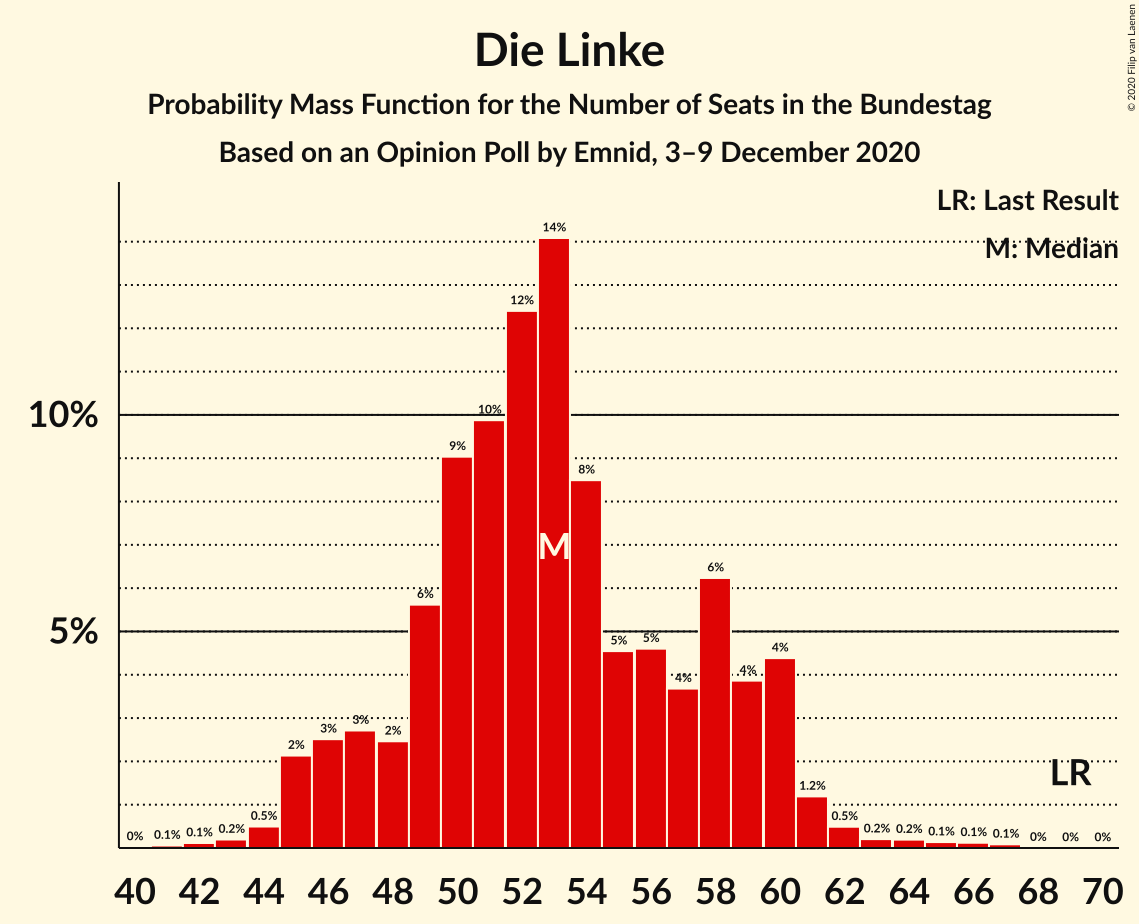 Die Linke
Probability Mass Function for the Number of Seats in the Bundestag
Based on an Opinion Poll by Emnid, 3–9 December 2020
© 2020 Filip van Laenen
LR: Last Result
M: Median
10%
5%
0% 0.1% 0.1% 0.2% 0.5% 2% 3% 3% 2% 6% 9% 10% 12% 14% 8% 5% 5% 4% 6% 4% 4% 1.2% 0.5% 0.2% 0.2% 0.1% 0.1% 0.1% 0% 0% 0%
M
LR
40 42 44 46 48 50 52 54 56 58 60 62 64 66 68 70